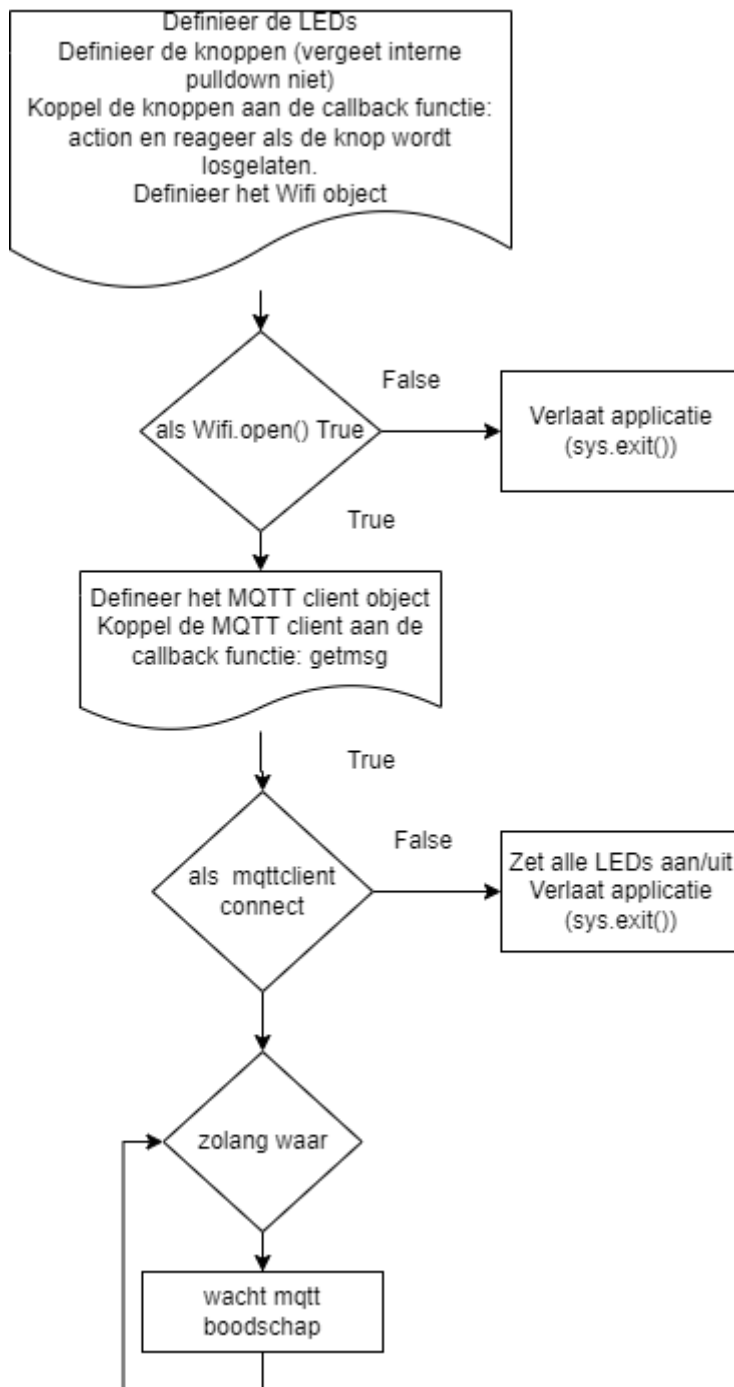 Definieer de LEDs
Definieer de knoppen (vergeet interne
pulldown niet)
Koppel de knoppen aan de callback functie:
action en reageer als de knop wordt
losgelaten.
Definieer het Wifi object
als Wifi.open() True
False
Verlaat applicatie
(sys.exit())
True
Defineer het MQTT client object
Koppel de MQTT client aan de
callback functie: getmsg
True
als mqttclient
connect
False
Zet alle LEDs aan/uit
Verlaat applicatie
(sys.exit())
zolang waar
wacht mqtt
boodschap